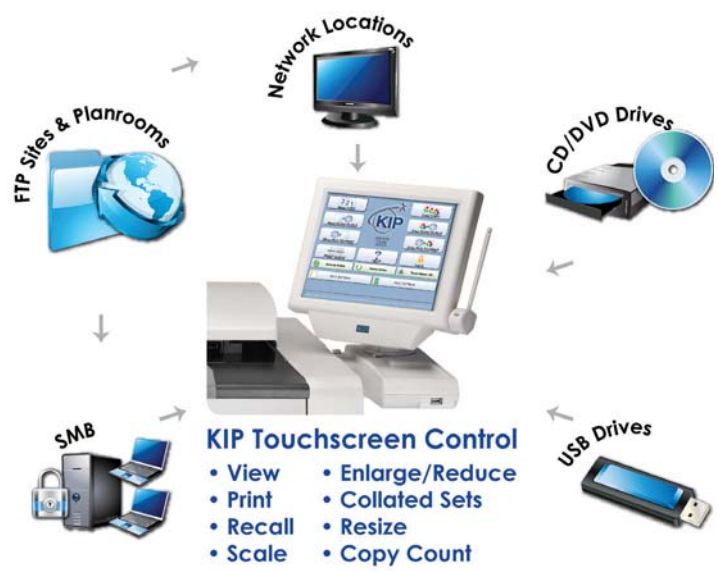 Network Locations
FTP Sites & Planrooms
CD/DVD Drives
KIP
SMB
USB Drives
KIP Touchscreen Control
• View
• Enlarge/Reduce
• Print
• Collated Sets
• Recall
• Resize
• Scale
• Copy Count